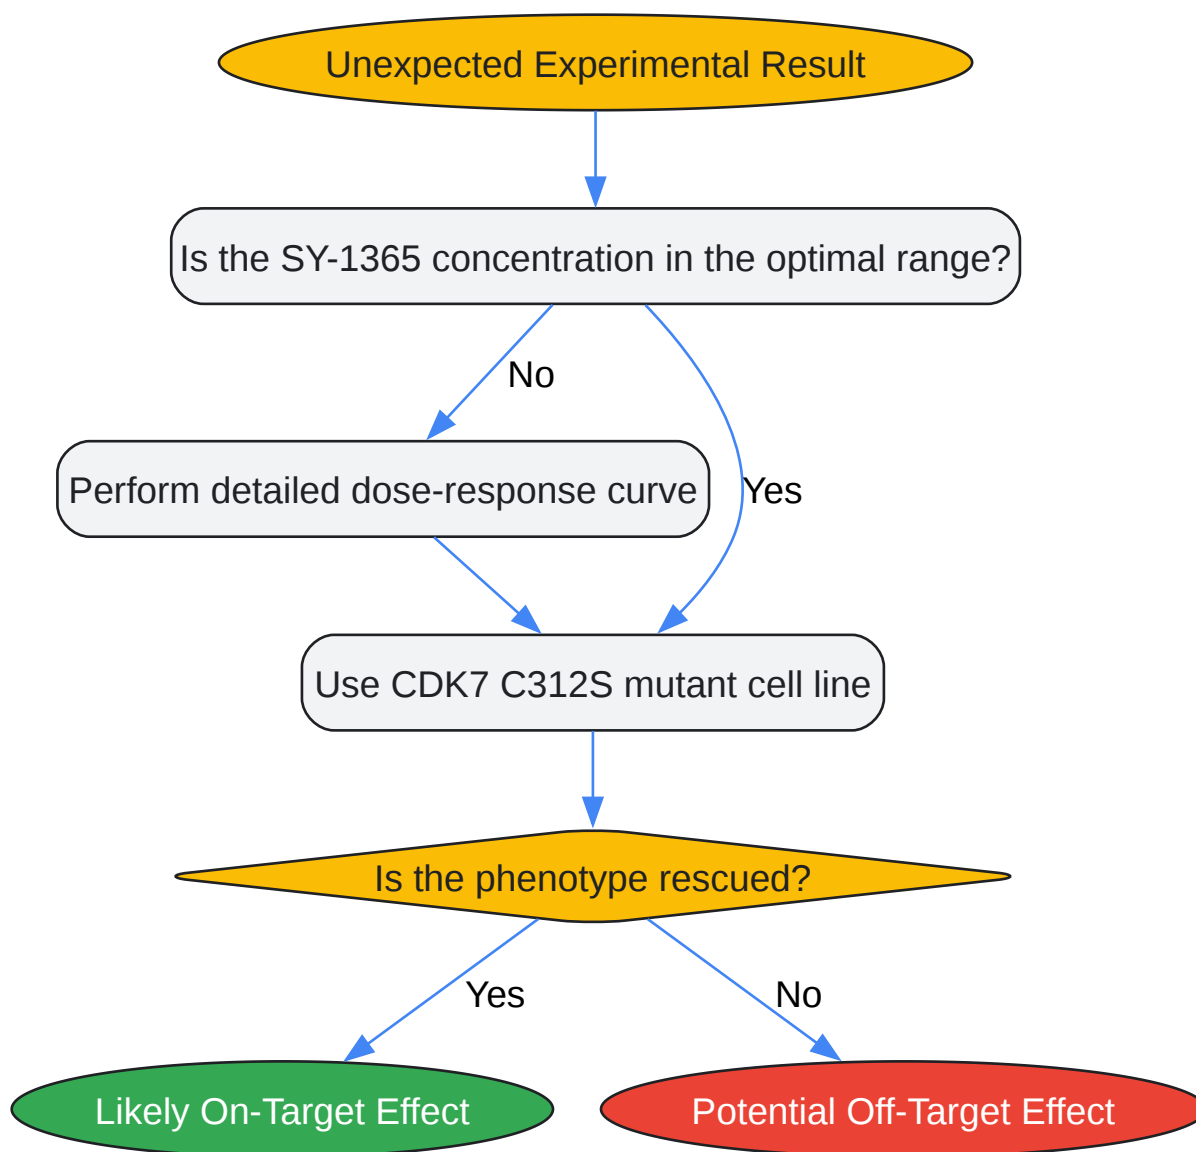 Unexpected Experimental Result
Is the SY-1365 concentration in the optimal range?
No
Perform detailed dose-response curve
Yes
Use CDK7 C312S mutant cell line
Is the phenotype rescued?
Yes
No
Likely On-Target Effect
Potential Off-Target Effect